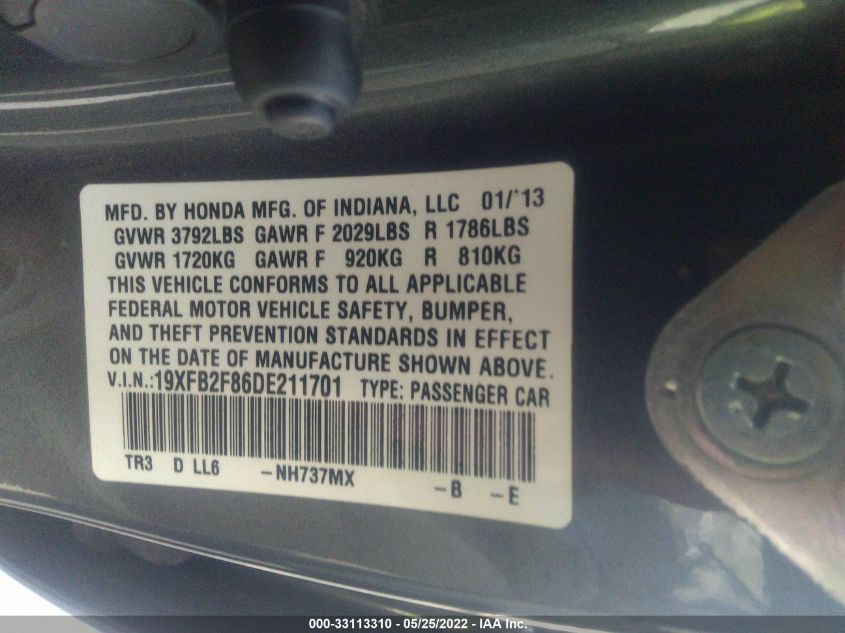 MFD. BY HONDA MFG. OF INDIANA, LLC 01/'13
GVWR 3792LBS GAWR F 2029LBS R 1786LBS
GVWR 1720KG GAWR F 920KG R 810KG
THIS VEHICLE CONFORMS TO ALL APPLICABLE
FEDERAL MOTOR VEHICLE SAFETY, BUMPER,
AND THEFT PREVENTION STANDARDS IN EFFECT
ON THE DATE OF MANUFACTURE SHOWN ABOVE.
V.I.N.:19XFB2F86DE211701 TYPE: PASSENGER CAR
TR3 D LL6 -NH737MX -B -E
000-33113310 - 05/25/2022 - IAA Inc.